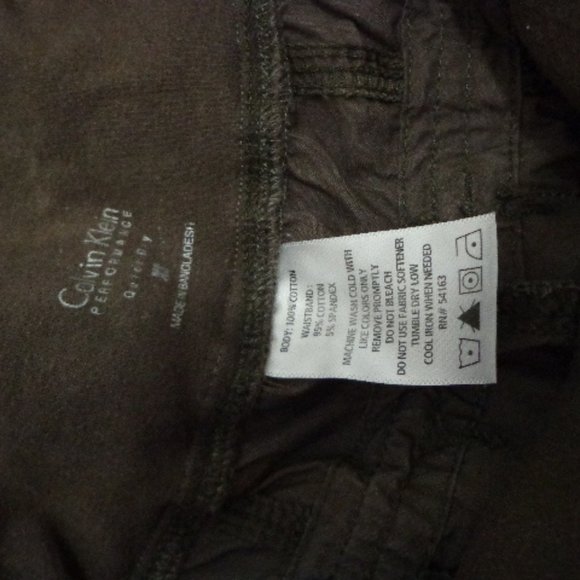 Calvin Klein
PERFORMANCE
QUICK DRY
MADE IN BANGLADESH
BODY: 100% COTTON
WAISTBAND:
95% COTTON
5% SPANDEX
MACHINE WASH COLD WITH
LIKE COLORS ONLY
REMOVE PROMPTLY
DO NOT BLEACH
DO NOT USE FABRIC SOFTENER
TUMBLE DRY LOW
COOL IRON WHEN NEEDED
RN# 54163